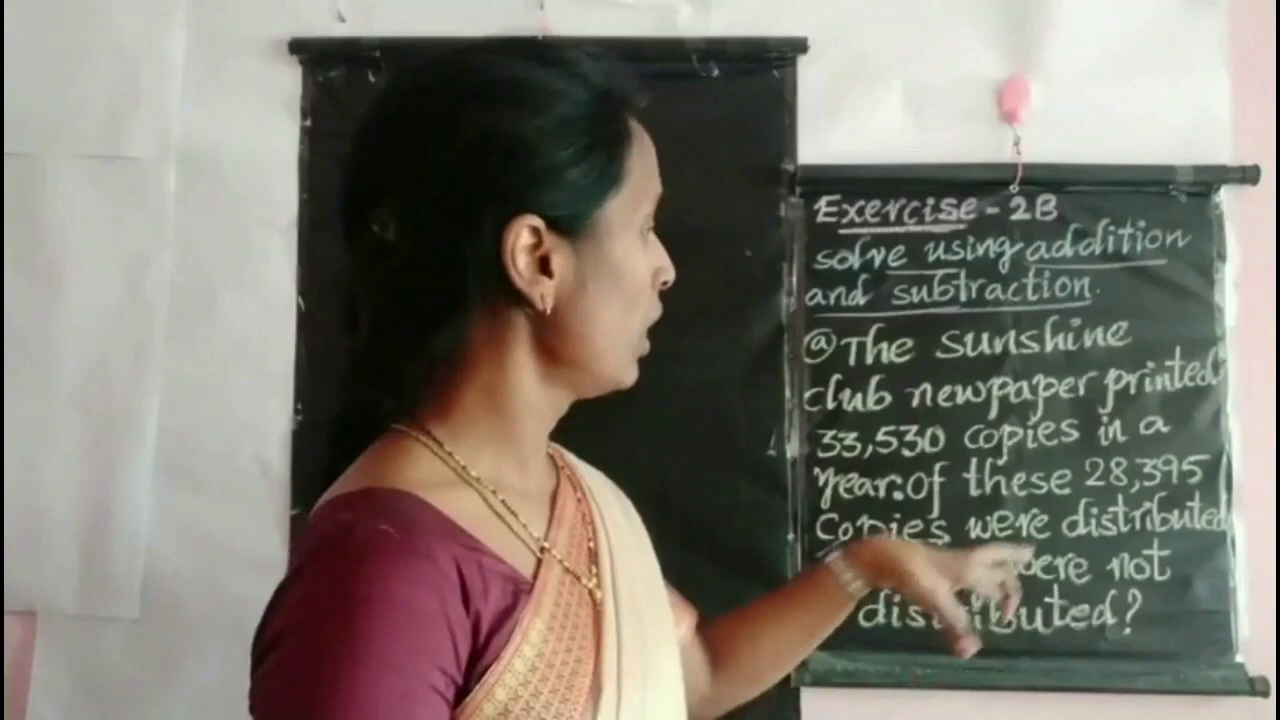 Exercise - 2B
solve using addition
and subtraction.
ⓐ The sunshine
club newpaper printed
33,530 copies in a
year. Of these 28,395
copies were distributed
were not
distributed?